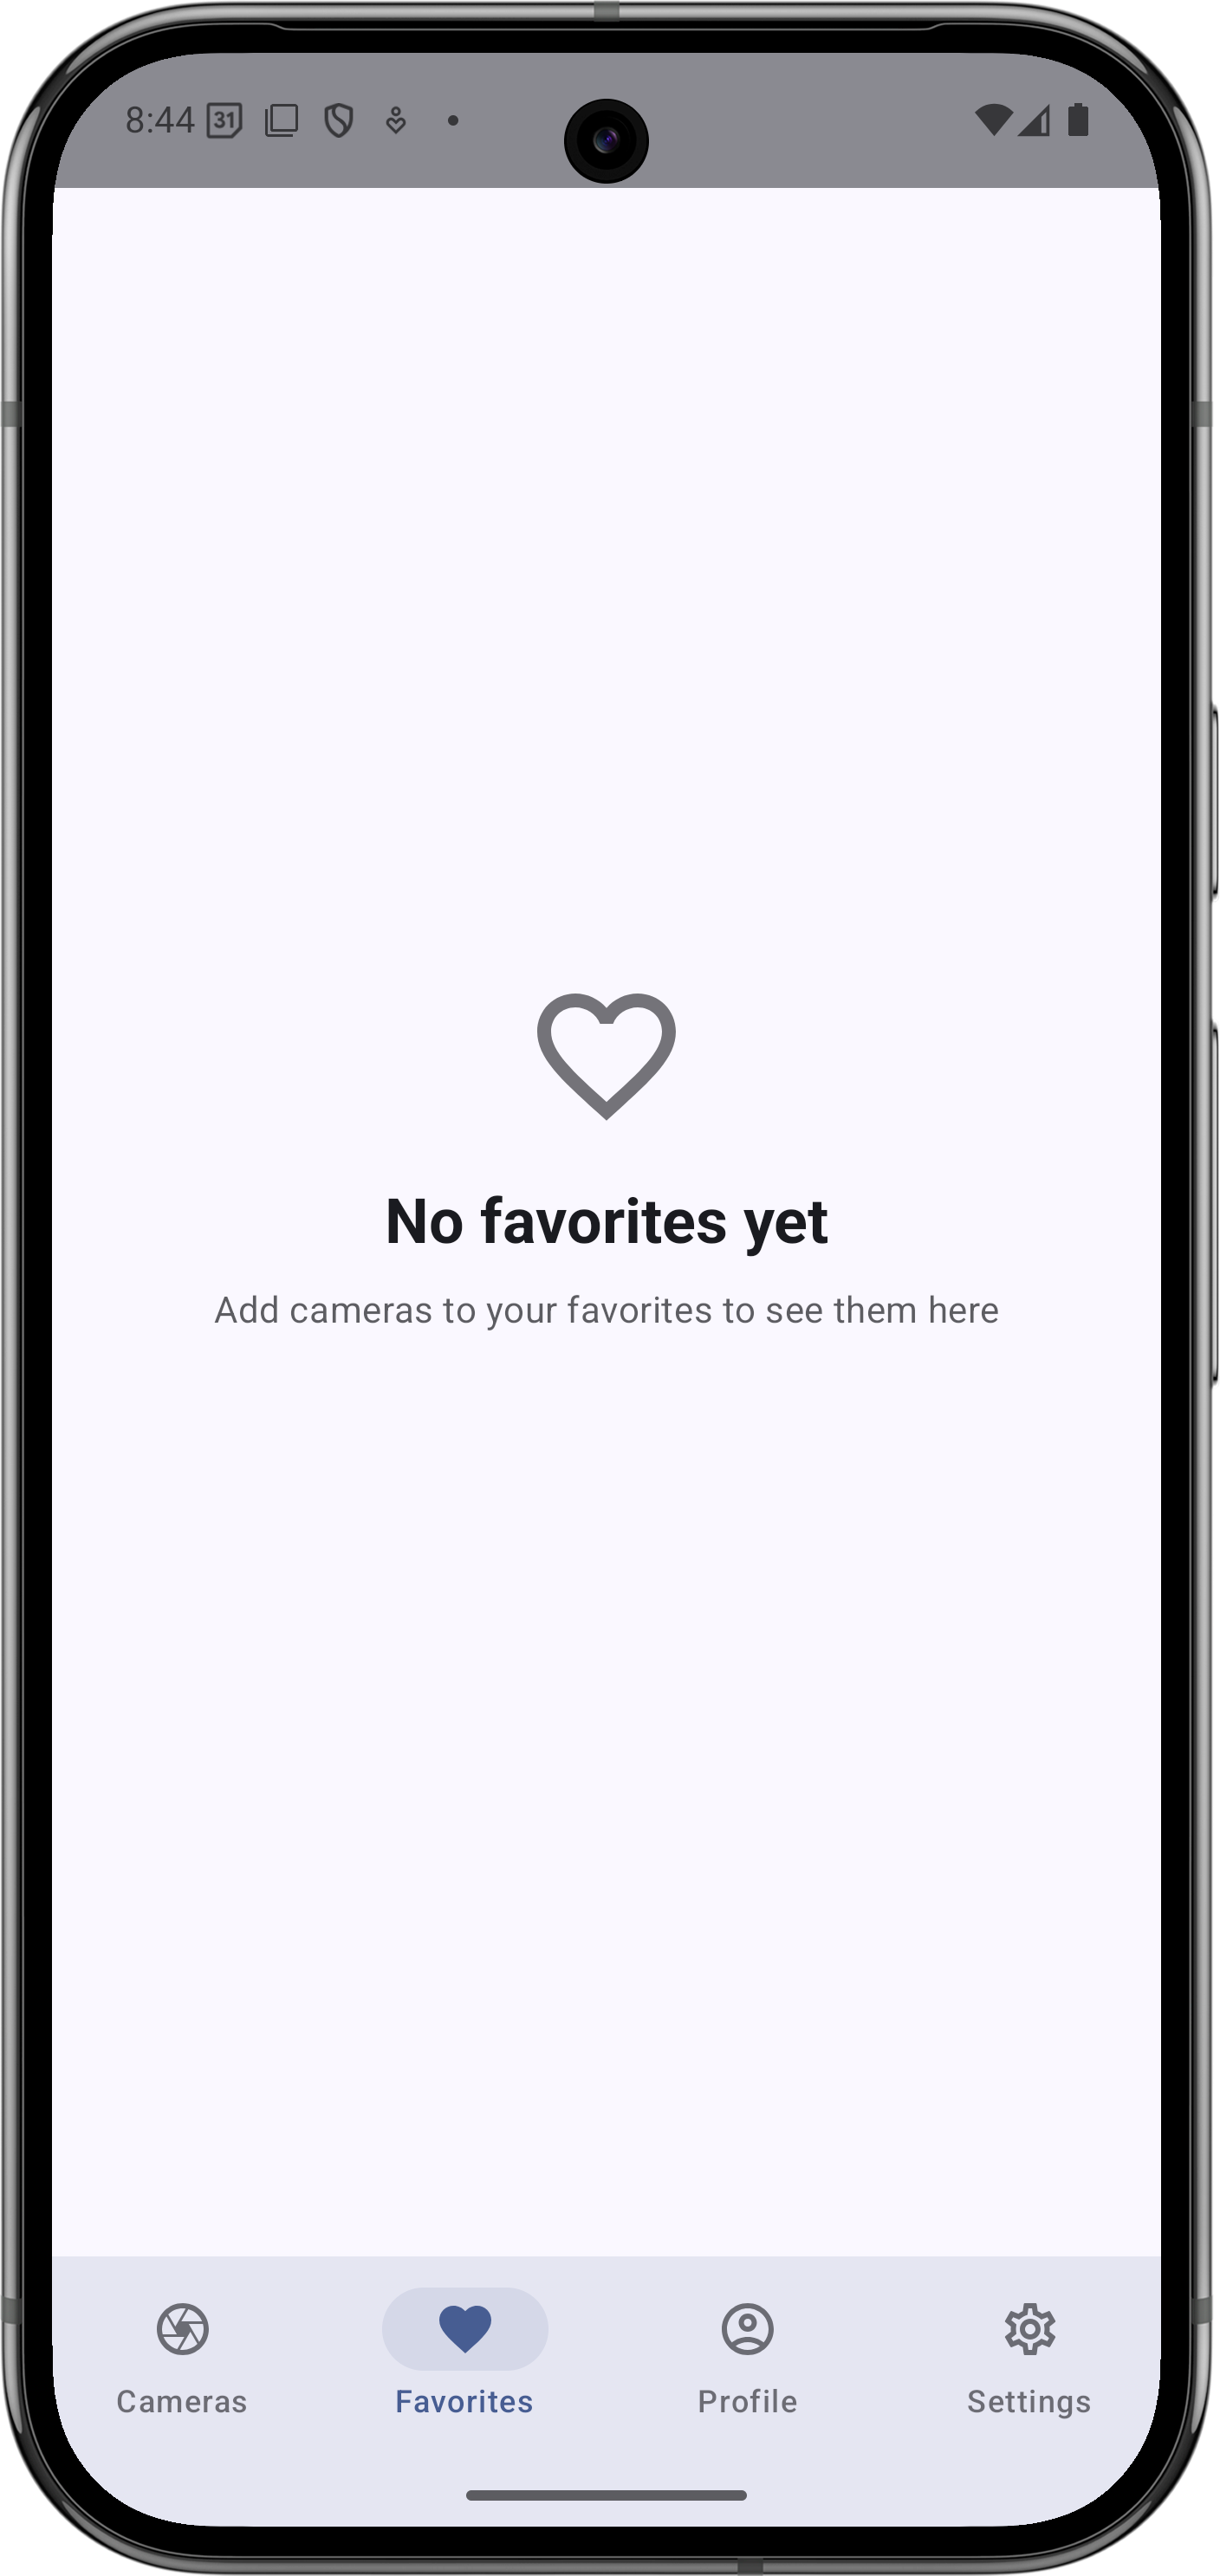 8:44 31
No favorites yet
Add cameras to your favorites to see them here
Cameras Favorites Profile Settings